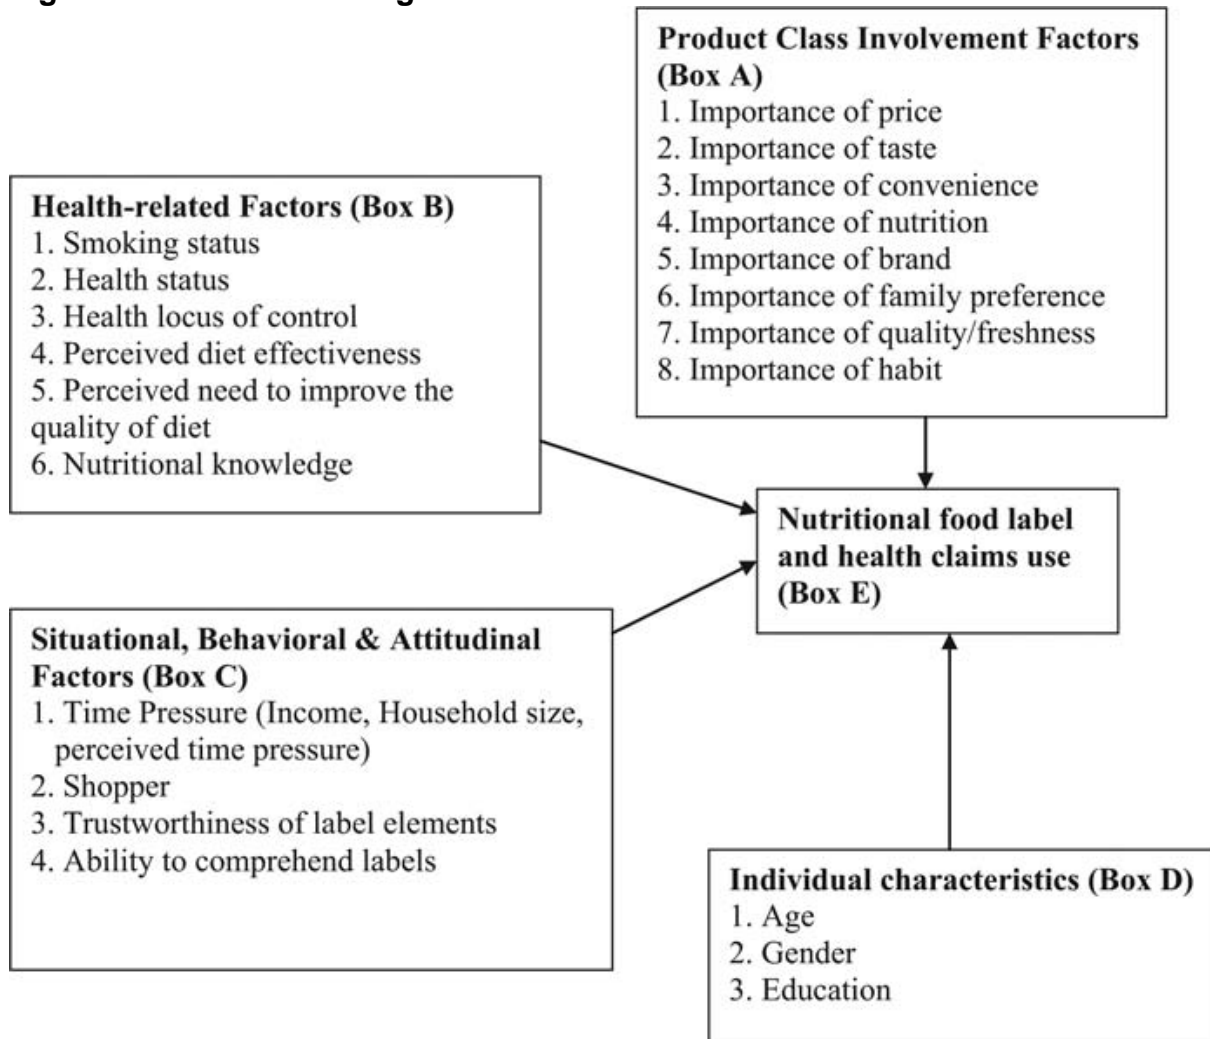 Product Class Involvement Factors
(Box A)
1. Importance of price
2. Importance of taste
3. Importance of convenience
4. Importance of nutrition
5. Importance of brand
6. Importance of family preference
7. Importance of quality/freshness
8. Importance of habit
Health-related Factors (Box B)
1. Smoking status
2. Health status
3. Health locus of control
4. Perceived diet effectiveness
5. Perceived need to improve the
quality of diet
6. Nutritional knowledge
Nutritional food label
and health claims use
(Box E)
Situational, Behavioral & Attitudinal
Factors (Box C)
1. Time Pressure (Income, Household size,
perceived time pressure)
2. Shopper
3. Trustworthiness of label elements
4. Ability to comprehend labels
Individual characteristics (Box D)
1. Age
2. Gender
3. Education